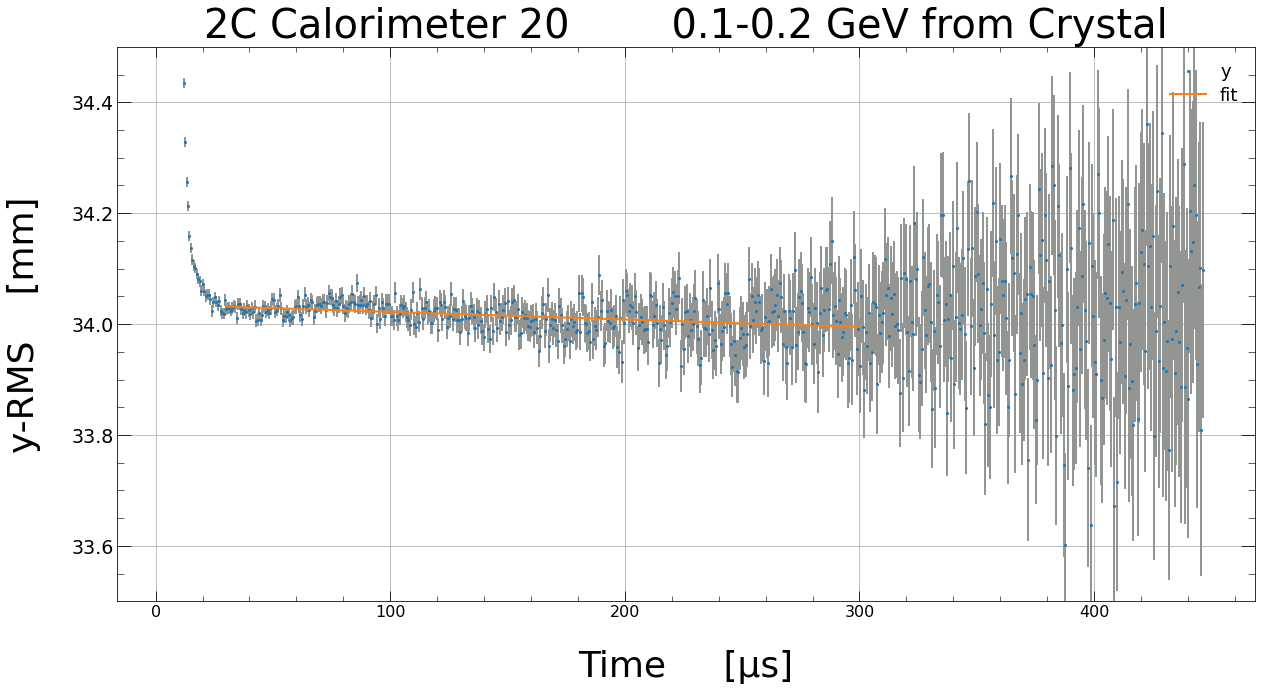 2C Calorimeter 20 0.1-0.2 GeV from Crystal
y
fit
34.4
34.2
34.0
33.8
33.6
y-RMS [mm]
0 100 200 300 400
Time [µs]